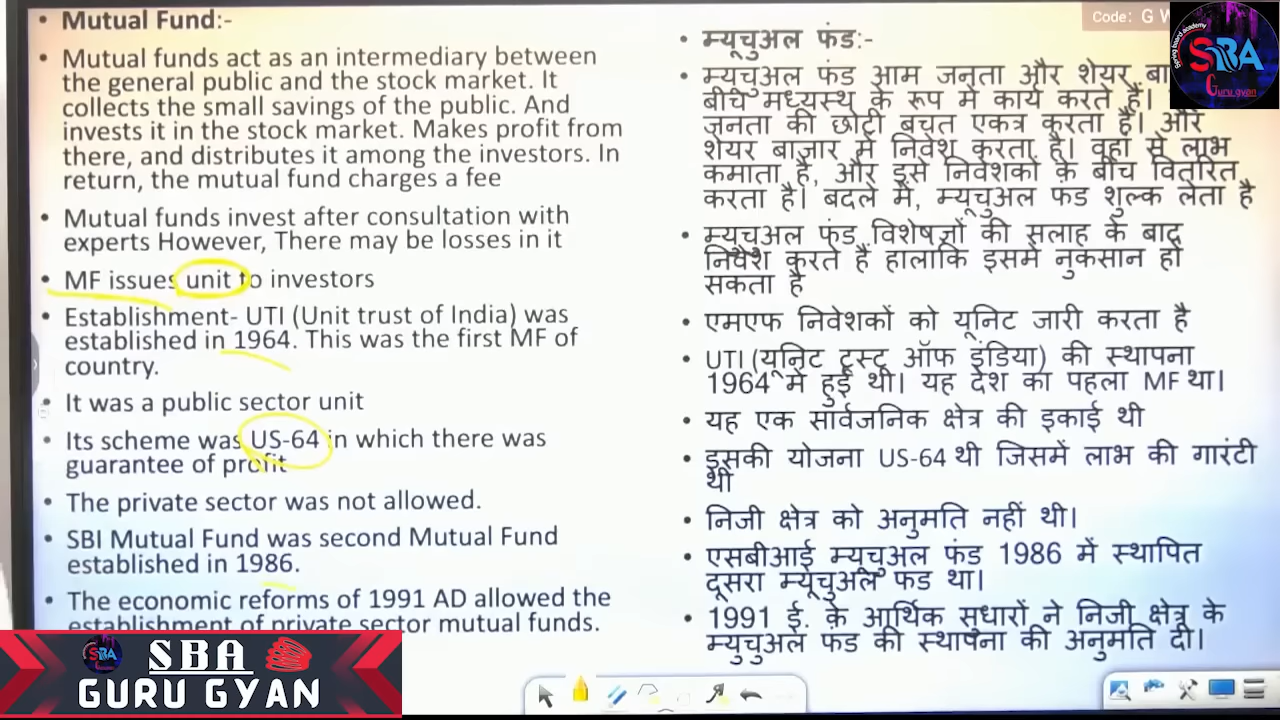 Mutual Fund:-
Mutual funds act as an intermediary between
the general public and the stock market. It
collects the small savings of the public. And
invests it in the stock market. Makes profit from
there, and distributes it among the investors. In
return, the mutual fund charges a fee
Mutual funds invest after consultation with
experts However, There may be losses in it
MF issues unit to investors
Establishment- UTI (Unit trust of India) was
established in 1964. This was the first MF of
country.
It was a public sector unit
Its scheme was US-64 in which there was
guarantee of profit
The private sector was not allowed.
SBI Mutual Fund was second Mutual Fund
established in 1986.
The economic reforms of 1991 AD allowed the
establishment of private sector mutual funds.
म्यूचुअल फंड:-
म्यूचुअल फंड आम जनता और शेयर
बीच मध्यस्थ के रूप में कार्य करते हैं।
जनता की छोटी बचत एकत्र करता है। और
शेयर बाज़ार में निवेश करता है। वहां से लाभ
कमाता है, और इसे निवेशकों के बीच वितरित
करता है। बदले में, म्यूचुअल फंड शुल्क लेता है
म्यूचुअल फंड विशेषज्ञों की सलाह के बाद
निवेश करते हैं हालांकि इसमें नुकसान हो
सकता है
एमएफ निवेशकों को यूनिट जारी करता है
UTI (यूनिट ट्रस्ट ऑफ इंडिया) की स्थापना
1964 में हुई थी। यह देश का पहला MF था।
यह एक सार्वजनिक क्षेत्र की इकाई थी
इसकी योजना US-64 थी जिसमें लाभ की गारंटी
थी
निजी क्षेत्र को अनुमति नहीं थी।
एसबीआई म्यूचुअल फंड 1986 में स्थापित
दूसरा म्यूचुअल फंड था।
1991 ई. के आर्थिक सुधारों ने निजी क्षेत्र के
म्यूचुअल फंड की स्थापना की अनुमति दी।
Code: G
SBA
Guru gyan
SBA
GURU GYAN